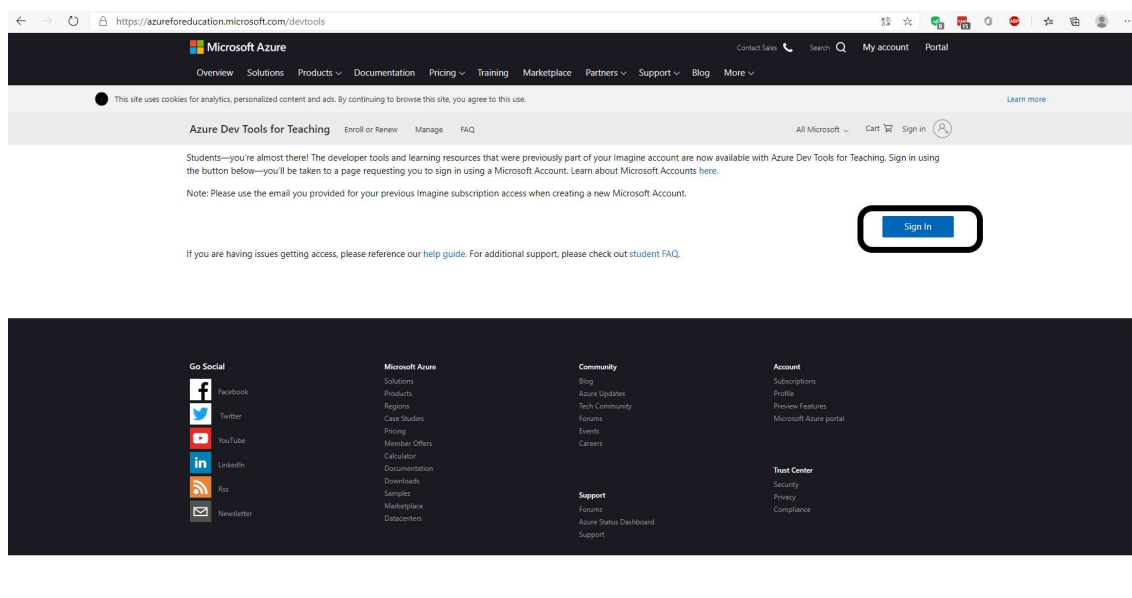 https://azureforeducation.microsoft.com/devtools
Microsoft Azure
Contact Sales Search My account Portal
Overview Solutions Products Documentation Pricing Training Marketplace Partners Support Blog More
This site uses cookies for analytics, personalized content and ads. By continuing to browse this site, you agree to this use. Learn more
Azure Dev Tools for Teaching Enroll or Renew Manage FAQ All Microsoft Cart Sign in
Students—you're almost there! The developer tools and learning resources that were previously part of your Imagine account are now available with Azure Dev Tools for Teaching. Sign in using
the button below—you'll be taken to a page requesting you to sign in using a Microsoft Account. Learn about Microsoft Accounts here.
Note: Please use the email you provided for your previous Imagine subscription access when creating a new Microsoft Account.
Sign In
If you are having issues getting access, please reference our help guide. For additional support, please check out student FAQ.
Go Social
Facebook
Twitter
YouTube
LinkedIn
Rss
Newsletter
Microsoft Azure
Solutions
Products
Regions
Case Studies
Pricing
Member Offers
Calculator
Documentation
Downloads
Samples
Marketplace
Datacenters
Community
Blog
Azure Updates
Tech Community
Forums
Events
Careers
Support
Forums
Azure Status Dashboard
Support
Account
Subscriptions
Profile
Preview Features
Microsoft Azure portal
Trust Center
Security
Privacy
Compliance